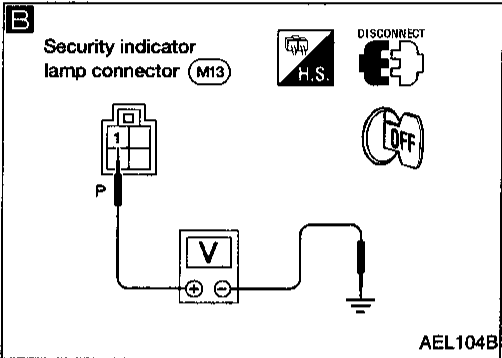 B
Security indicator
lamp connector M13
H.S.
DISCONNECT
OFF
1
P
V
+ −
AEL104B